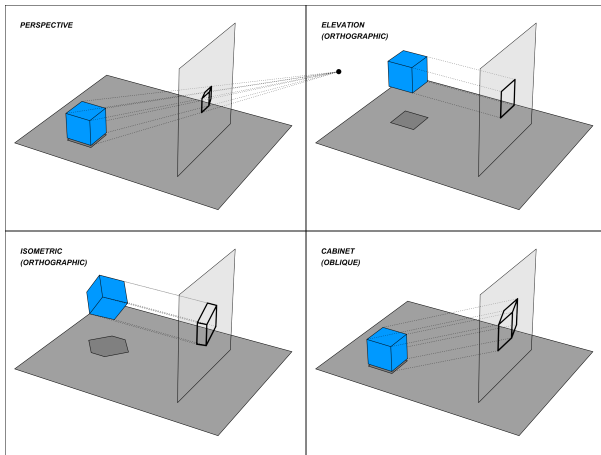 PERSPECTIVE
ELEVATION
(ORTHOGRAPHIC)
ISOMETRIC
(ORTHOGRAPHIC)
CABINET
(OBLIQUE)